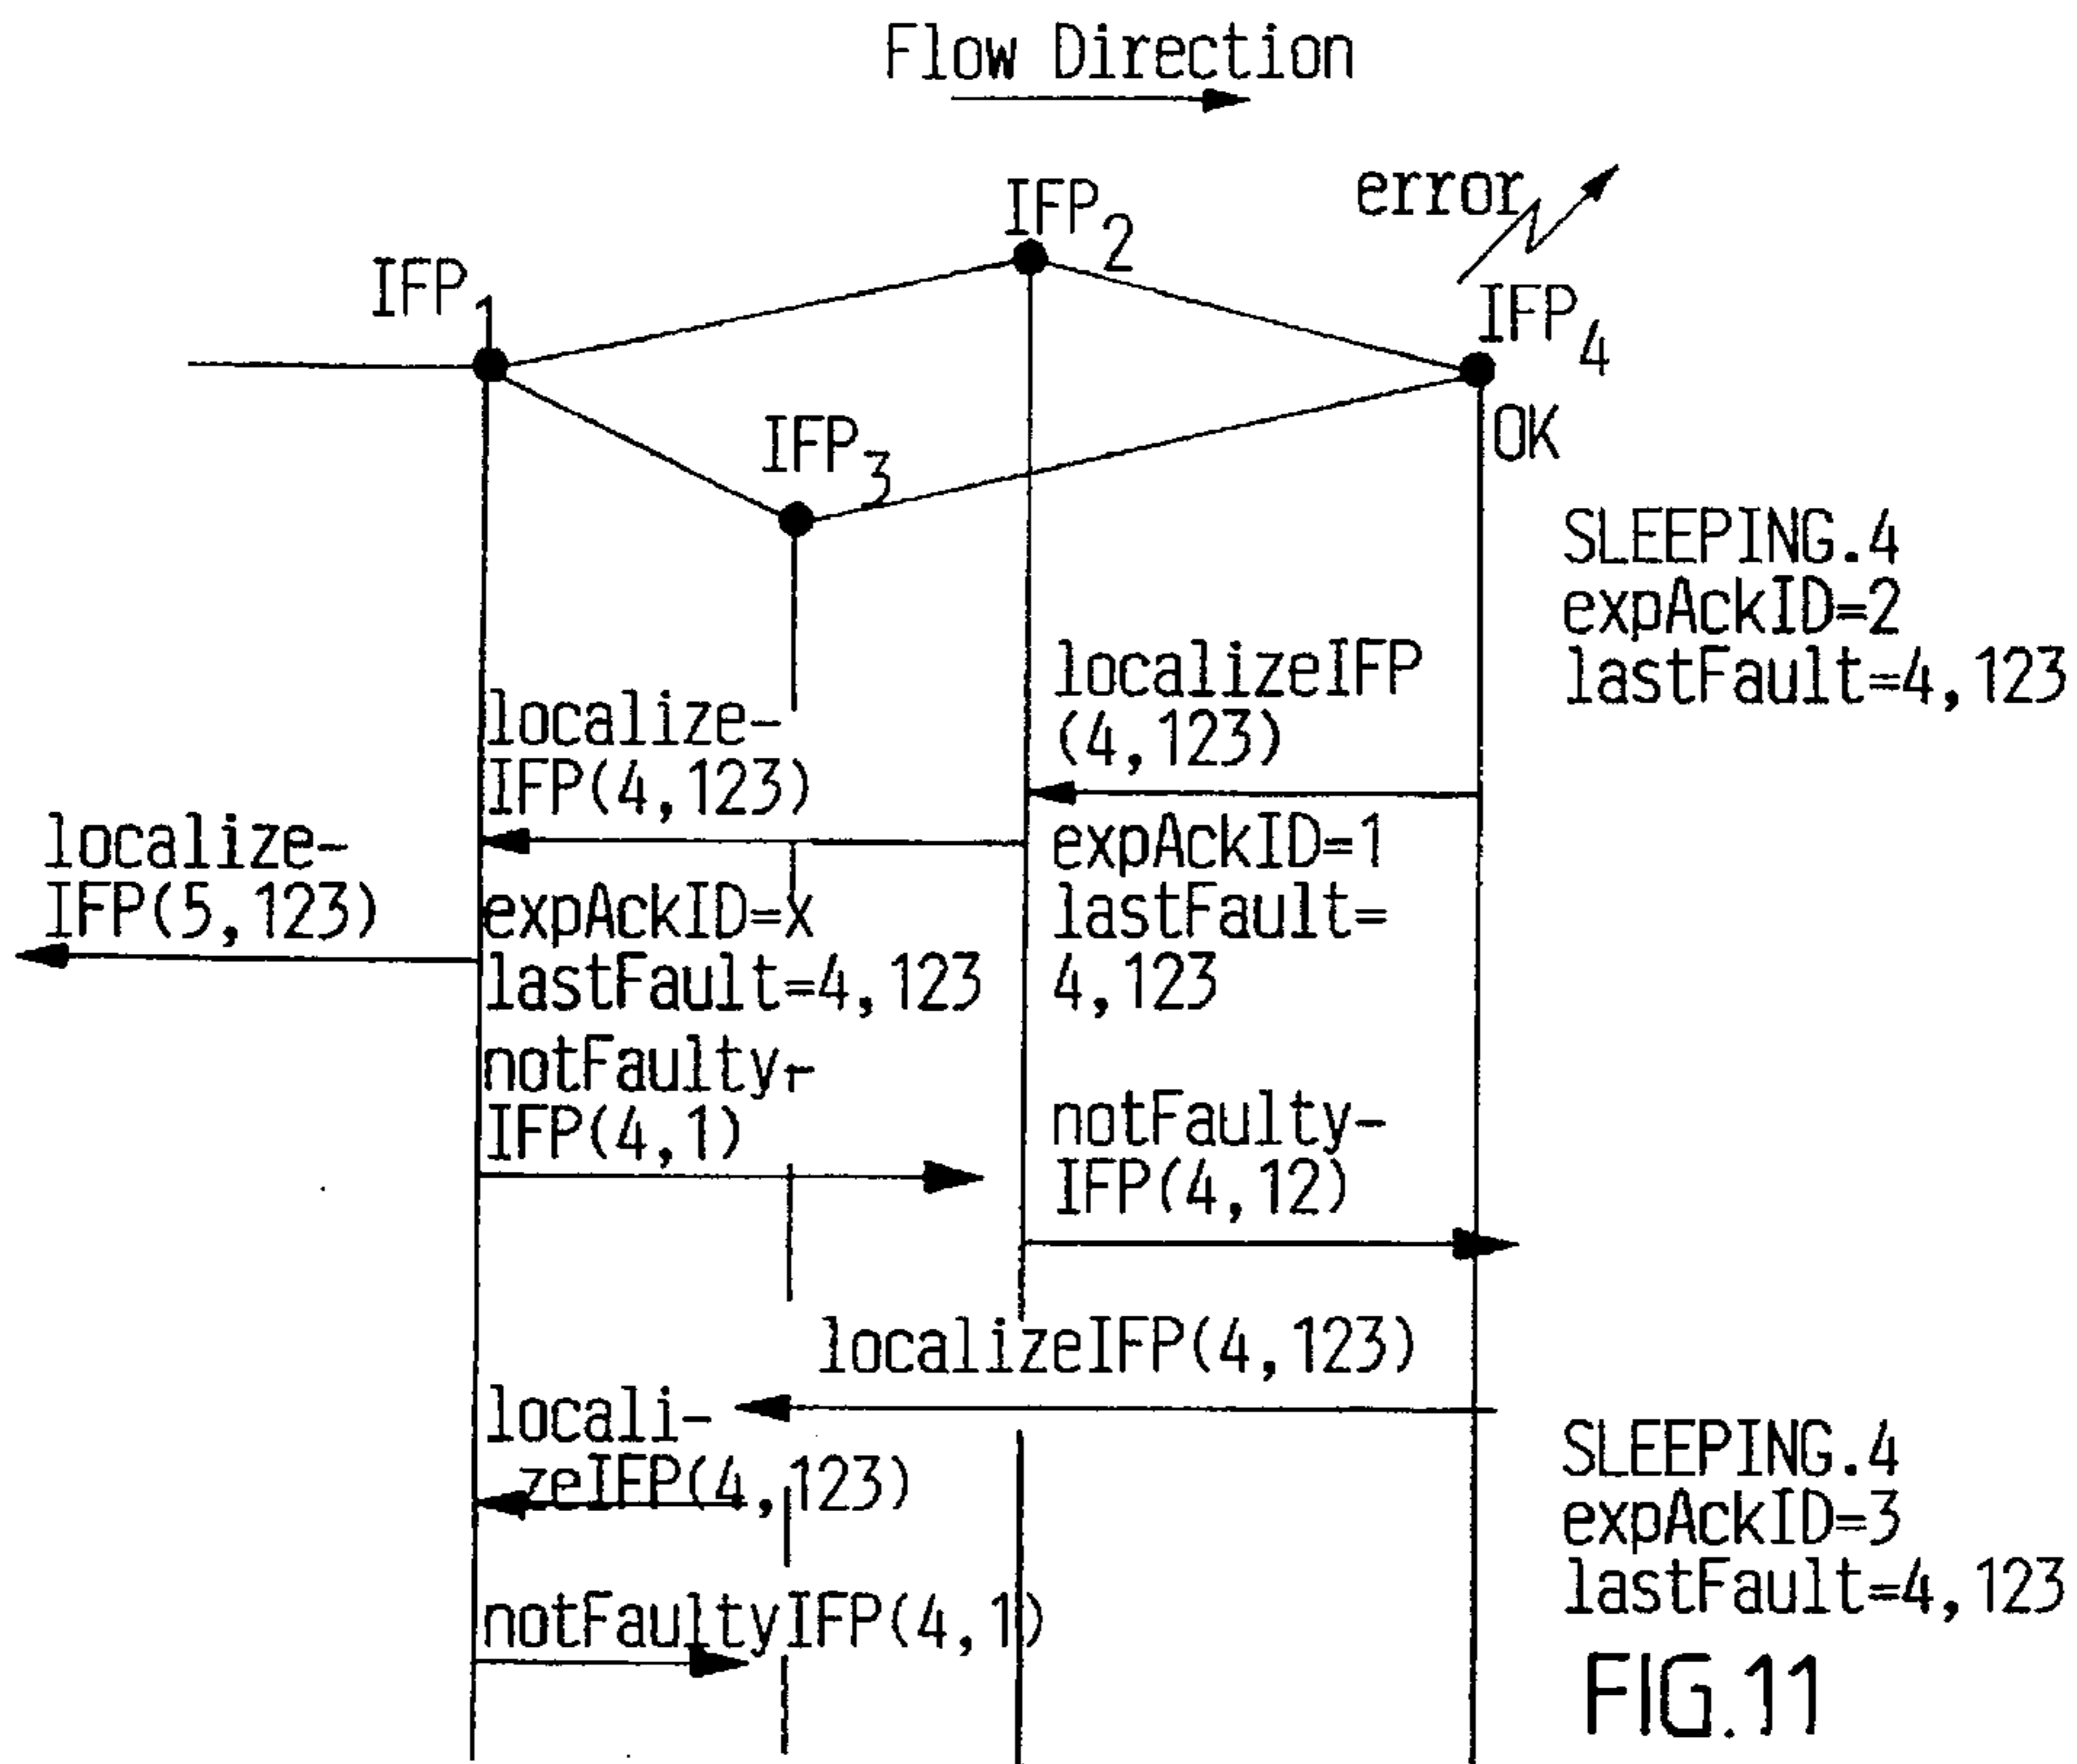 Flow Direction
error
IFP2
IFP1
IFP4
OK
IFP3
SLEEPING.4
expAckID=2
lastFault=4,123
localizeIFP
(4,123)
localize-
IFP(4,123)
localize-
IFP(5,123)
expAckID=1
lastFault=
4,123
expAckID=x
lastFault=4,123
notFaulty-
IFP(4,1)
notFaulty-
IFP(4,12)
localizeIFP(4,123)
locali-
zeIFP(4,123)
SLEEPING.4
expAckID=3
lastFault=4,123
notFaultyIFP(4,1)
FIG.11